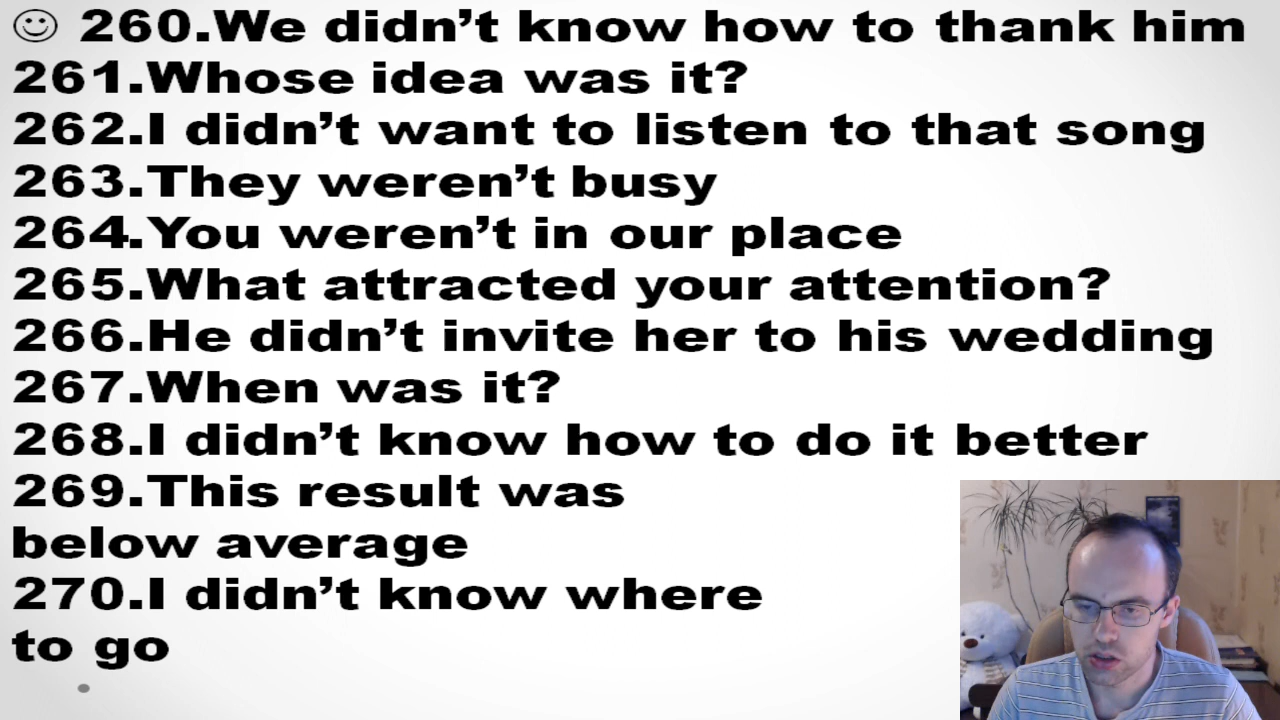 ☺ 260.We didn’t know how to thank him
261.Whose idea was it?
262.I didn’t want to listen to that song
263.They weren’t busy
264.You weren’t in our place
265.What attracted your attention?
266.He didn’t invite her to his wedding
267.When was it?
268.I didn’t know how to do it better
269.This result was
below average
270.I didn’t know where
to go